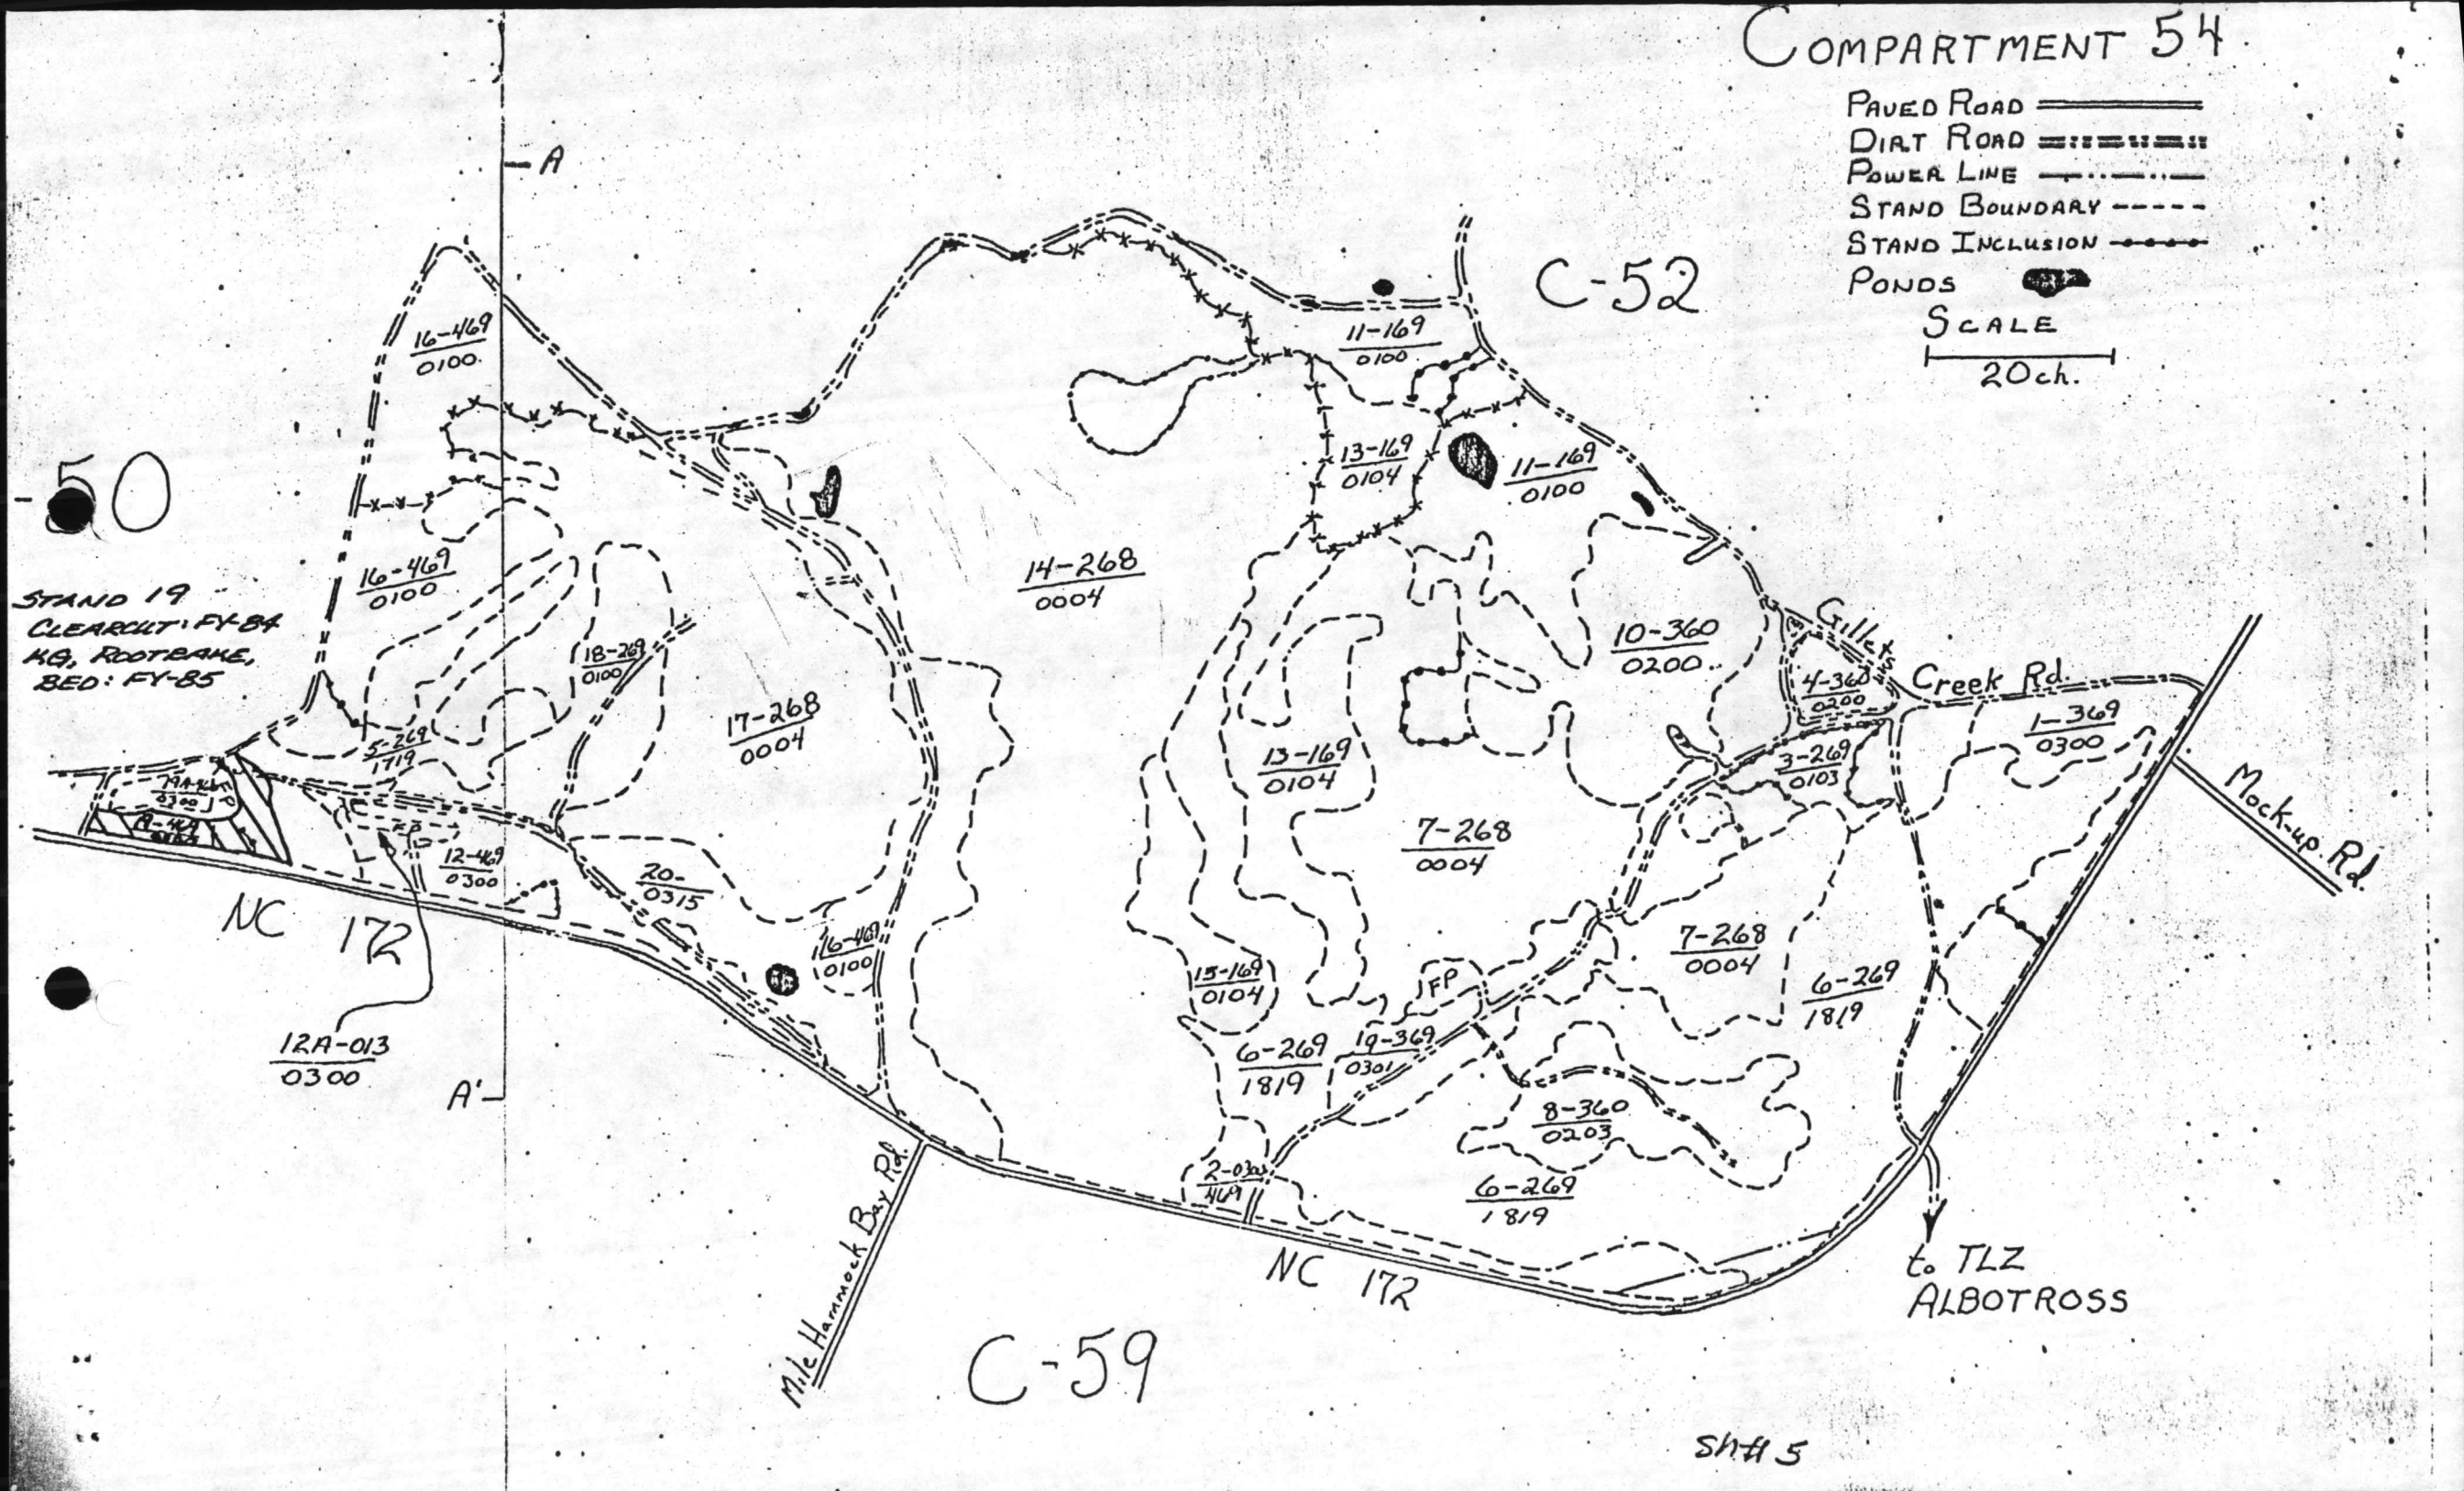 COMPARTMENT 54
PAVED ROAD
DIRT ROAD
POWER LINE
STAND BOUNDARY
STAND INCLUSION
PONDS
SCALE
20ch.
A
C-52
16-469
0100
11-169
0100
-50
13-169
0104
11-169
0100
16-469
0100
14-268
0004
STAND 19
CLEARCUT: FY-84
KG, ROOTRAKE,
BED: FY-85
18-269
0100
10-360
0200
Gillets
Creek Rd.
4-360
0200
17-268
0004
5-269
1719
13-169
0104
3-269
0103
1-369
0300
Mock-up Rd.
0300
FP
12-469
0300
20-
0315
7-268
0004
NC 172
16-469
0100
7-268
0004
15-169
0104
FP
6-269
1819
12A-013
0300
A'
6-269
1819
19-369
0301
8-360
0203
2-0300
469
6-269
1819
Mile Hammock Bay Rd.
NC 172
to TLZ
ALBOTROSS
C-59
sh# 5